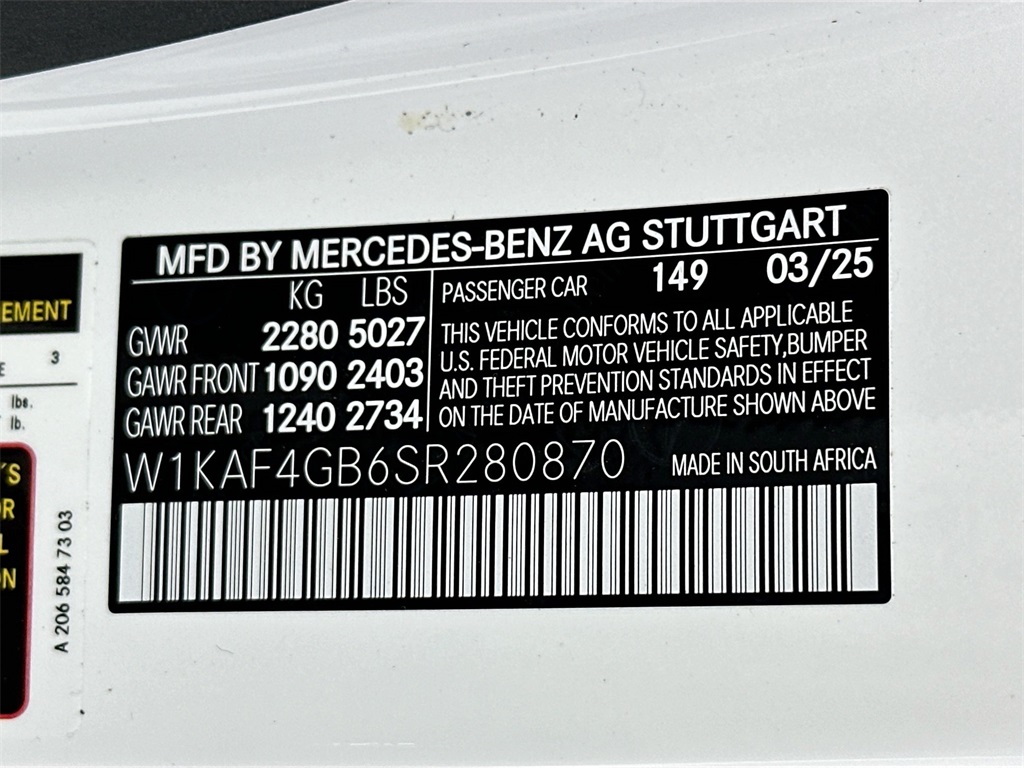 MFD BY MERCEDES-BENZ AG STUTTGART
KG LBS
GVWR 2280 5027
GAWR FRONT 1090 2403
GAWR REAR 1240 2734
PASSENGER CAR 149 03/25
THIS VEHICLE CONFORMS TO ALL APPLICABLE
U.S. FEDERAL MOTOR VEHICLE SAFETY,BUMPER
AND THEFT PREVENTION STANDARDS IN EFFECT
ON THE DATE OF MANUFACTURE SHOWN ABOVE
W1KAF4GB6SR280870 MADE IN SOUTH AFRICA
3
lbs.
lb.
A 206 584 73 03